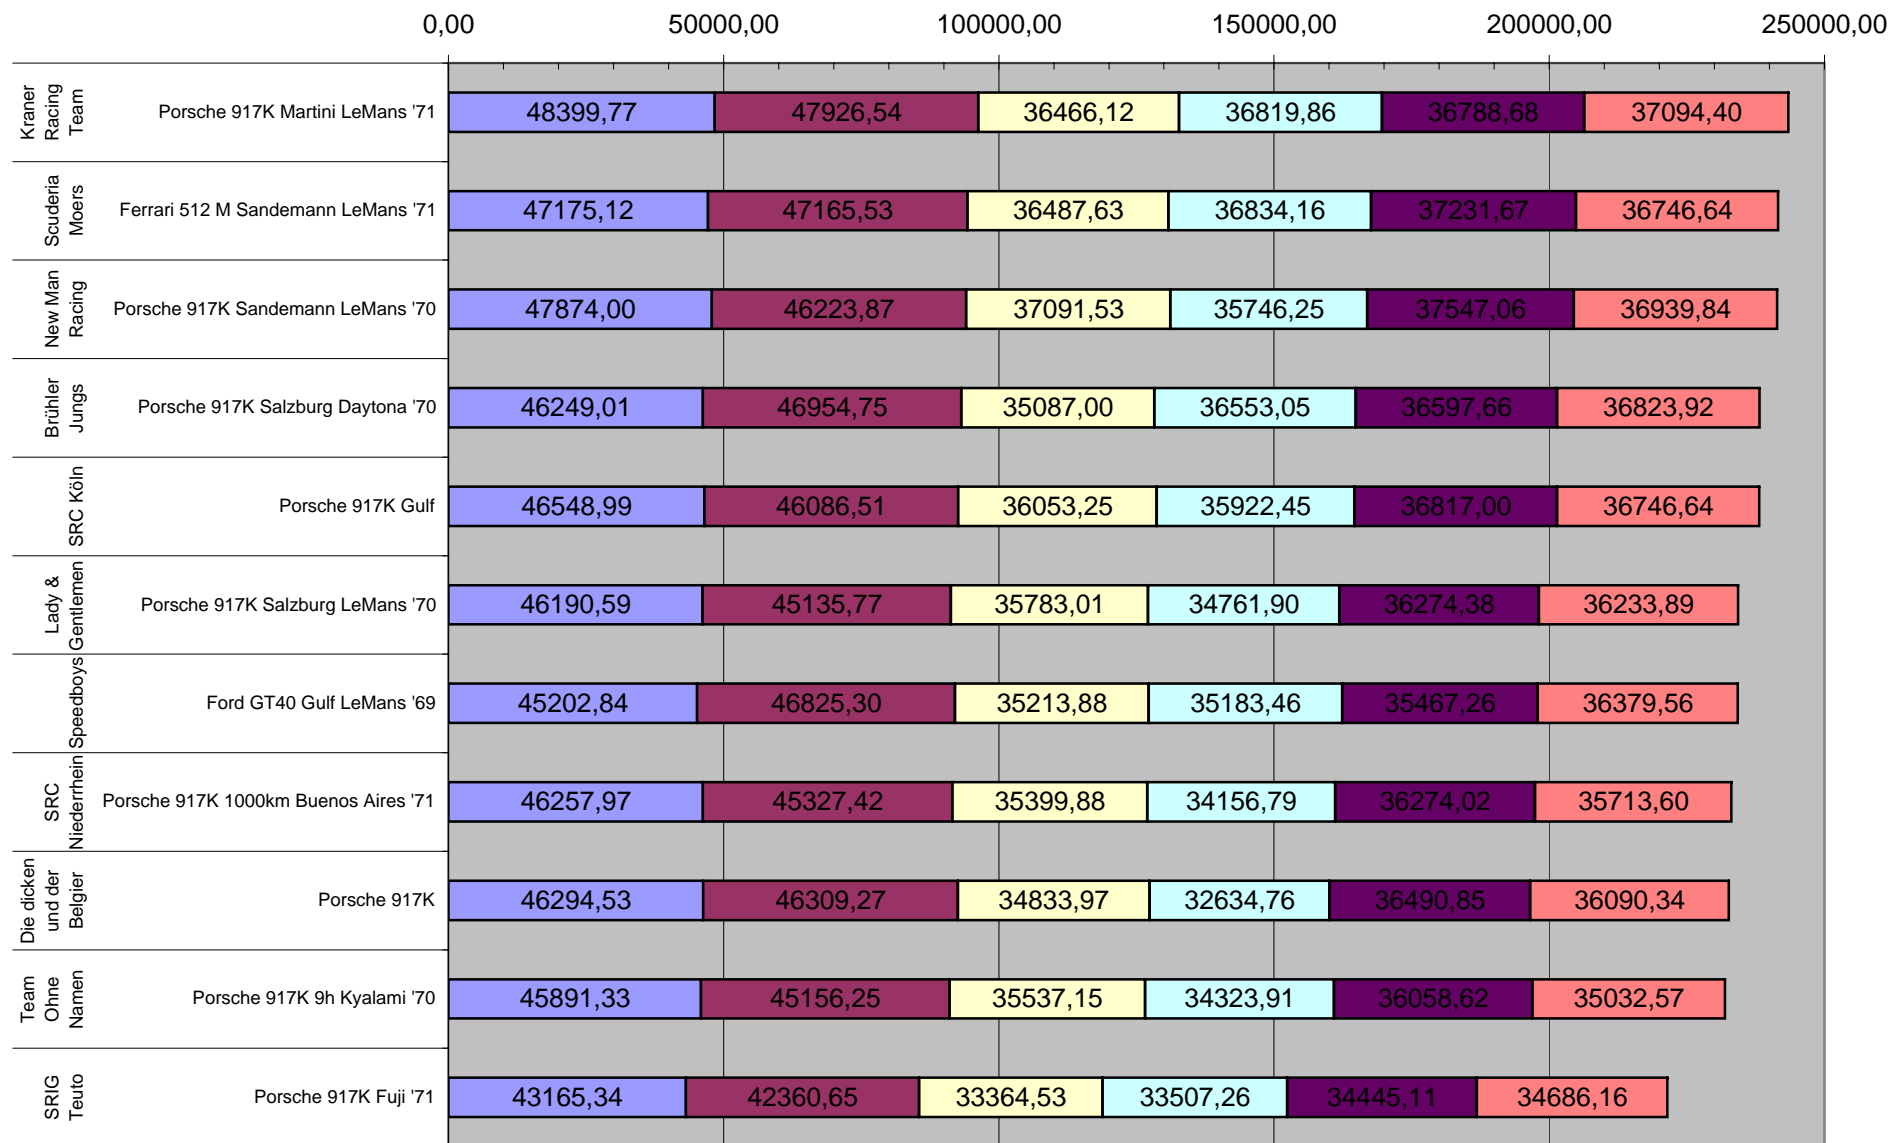 0,00 50000,00 100000,00 150000,00 200000,00 250000,00
Kraner
Racing
Team
Porsche 917K Martini LeMans '71
48399,77 47926,54 36466,12 36819,86 36788,68 37094,40
Scuderia
Moers
Ferrari 512 M Sandemann LeMans '71
47175,12 47165,53 36487,63 36834,16 37231,67 36746,64
New Man
Racing
Porsche 917K Sandemann LeMans '70
47874,00 46223,87 37091,53 35746,25 37547,06 36939,84
Brühler
Jungs
Porsche 917K Salzburg Daytona '70
46249,01 46954,75 35087,00 36553,05 36597,66 36823,92
SRC Köln
Porsche 917K Gulf
46548,99 46086,51 36053,25 35922,45 36817,00 36746,64
Lady &
Gentlemen
Porsche 917K Salzburg LeMans '70
46190,59 45135,77 35783,01 34761,90 36274,38 36233,89
Speedboys
Ford GT40 Gulf LeMans '69
45202,84 46825,30 35213,88 35183,46 35467,26 36379,56
SRC
Niederrhein
Porsche 917K 1000km Buenos Aires '71
46257,97 45327,42 35399,88 34156,79 36274,02 35713,60
Die dicken
und der
Belgier
Porsche 917K
46294,53 46309,27 34833,97 32634,76 36490,85 36090,34
Team
Ohne
Namen
Porsche 917K 9h Kyalami '70
45891,33 45156,25 35537,15 34323,91 36058,62 35032,57
SRIG
Teuto
Porsche 917K Fuji '71
43165,34 42360,65 33364,53 33507,26 34445,11 34686,16